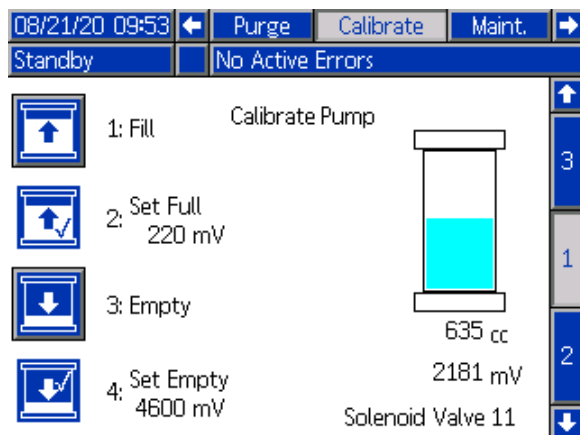 08/21/20 09:53 Purge Calibrate Maint.
Standby No Active Errors
Calibrate Pump
1: Fill
2: Set Full
220 mV
3: Empty
4: Set Empty
4600 mV
635 cc
2181 mV
Solenoid Valve 11
3
1
2